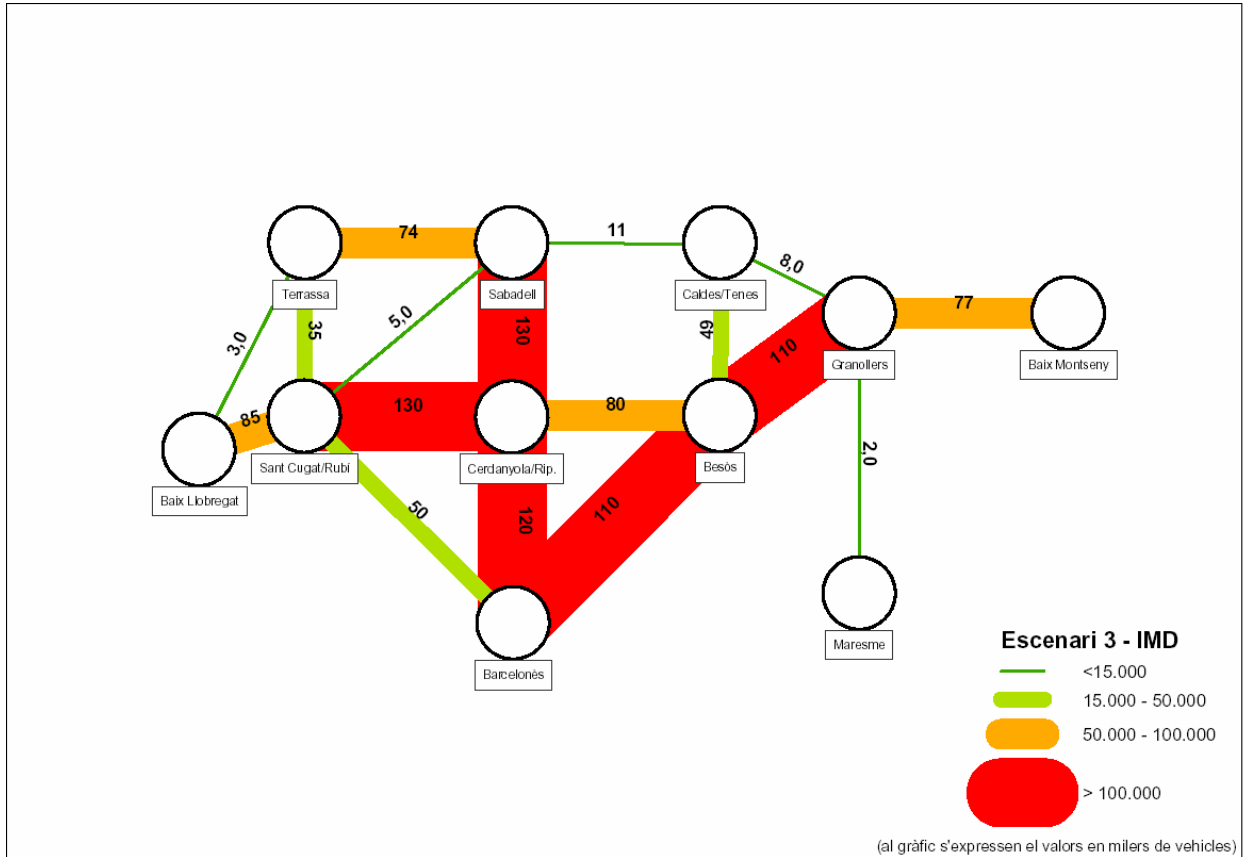 74
11
Terrassa
Sabadell
Caldes/Tenes
8,0
77
3,0
35
5,0
130
49
110
Granollers
Baix Montseny
85
130
80
2,0
Sant Cugat/Rubí
Cerdanyola/Rip.
Besòs
Baix Llobregat
50
120
110
Barcelonès
Maresme
Escenari 3 - IMD
<15.000
15.000 - 50.000
50.000 - 100.000
> 100.000
(al gràfic s'expressen el valors en milers de vehicles)